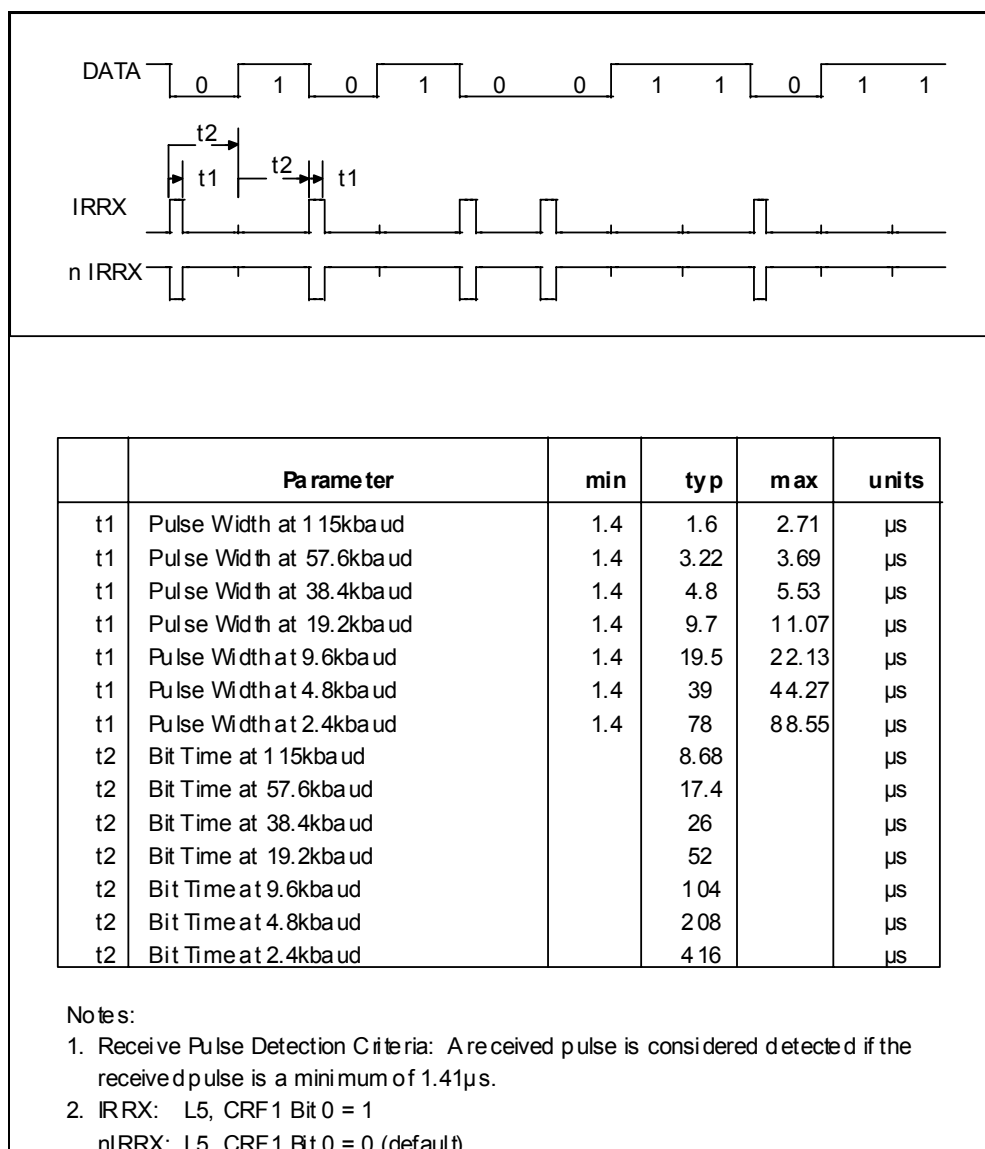 DATA 0 1 0 1 0 0 1 1 0 1 1
t2
t1 t2 t1
IRRX
n IRRX
Parameter min typ max units
t1 Pulse Width at 115kbaud 1.4 1.6 2.71 µs
t1 Pulse Width at 57.6kbaud 1.4 3.22 3.69 µs
t1 Pulse Width at 38.4kbaud 1.4 4.8 5.53 µs
t1 Pulse Width at 19.2kbaud 1.4 9.7 11.07 µs
t1 Pulse Width at 9.6kbaud 1.4 19.5 22.13 µs
t1 Pulse Width at 4.8kbaud 1.4 39 44.27 µs
t1 Pulse Width at 2.4kbaud 1.4 78 88.55 µs
t2 Bit Time at 115kbaud 8.68 µs
t2 Bit Time at 57.6kbaud 17.4 µs
t2 Bit Time at 38.4kbaud 26 µs
t2 Bit Time at 19.2kbaud 52 µs
t2 Bit Time at 9.6kbaud 104 µs
t2 Bit Time at 4.8kbaud 208 µs
t2 Bit Time at 2.4kbaud 416 µs
Notes:
1. Receive Pulse Detection Criteria: A received pulse is considered detected if the
received pulse is a minimum of 1.41µs.
2. IRRX: L5, CRF1 Bit 0 = 1
nIRRX: L5, CRF1 Bit 0 = 0 (default)